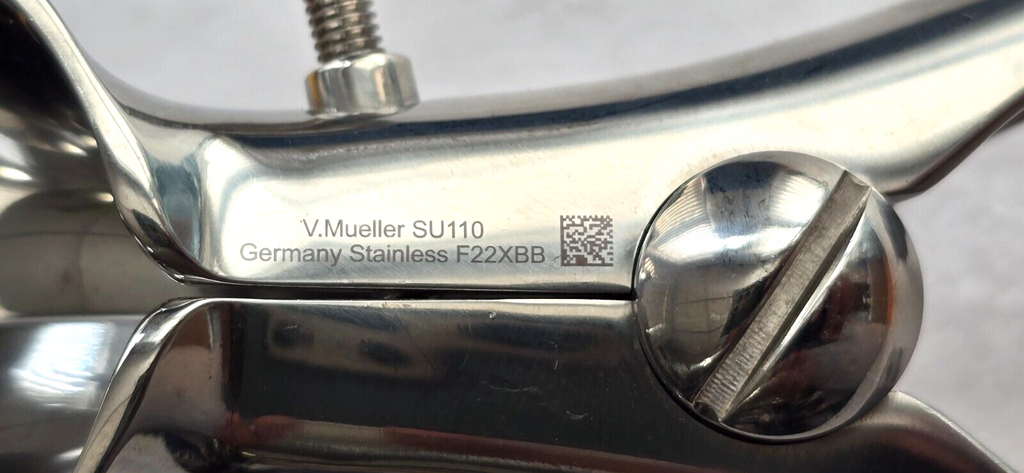 V.Mueller SU110
Germany Stainless F22XBB